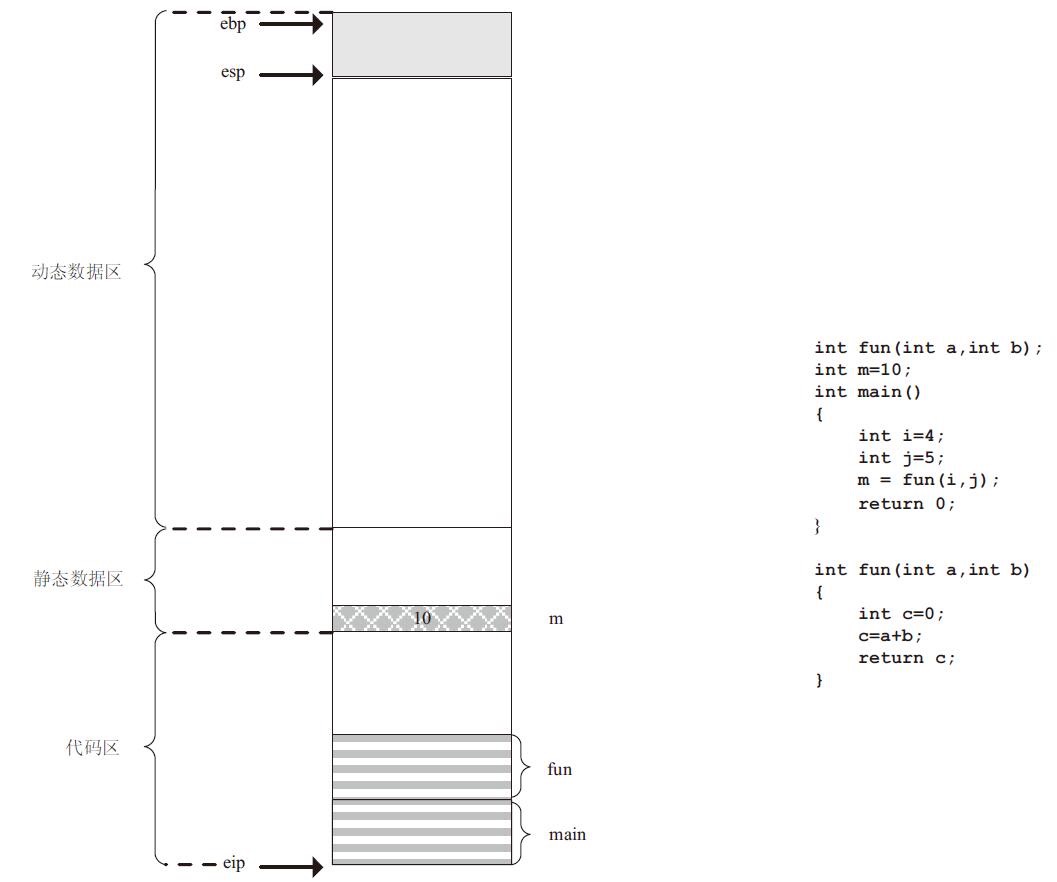 ebp
esp
动态数据区
静态数据区
10
m
代码区
fun
main
eip
int fun(int a,int b);
int m=10;
int main()
{
    int i=4;
    int j=5;
    m = fun(i,j);
    return 0;
}
int fun(int a,int b)
{
    int c=0;
    c=a+b;
    return c;
}